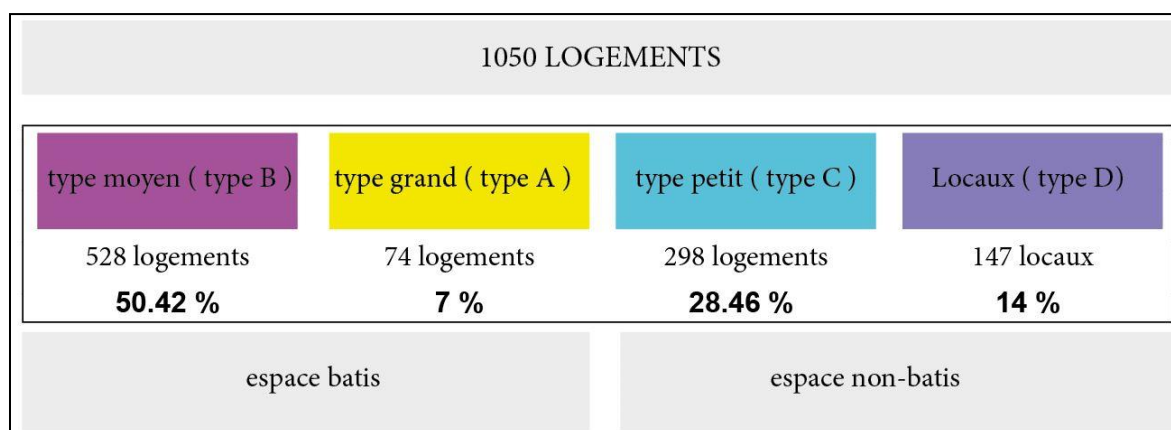 1050 LOGEMENTS
type moyen ( type B )
type grand ( type A )
type petit ( type C )
Locaux ( type D)
528 logements
74 logements
298 logements
147 locaux
50.42 %
7 %
28.46 %
14 %
espace batis
espace non-batis